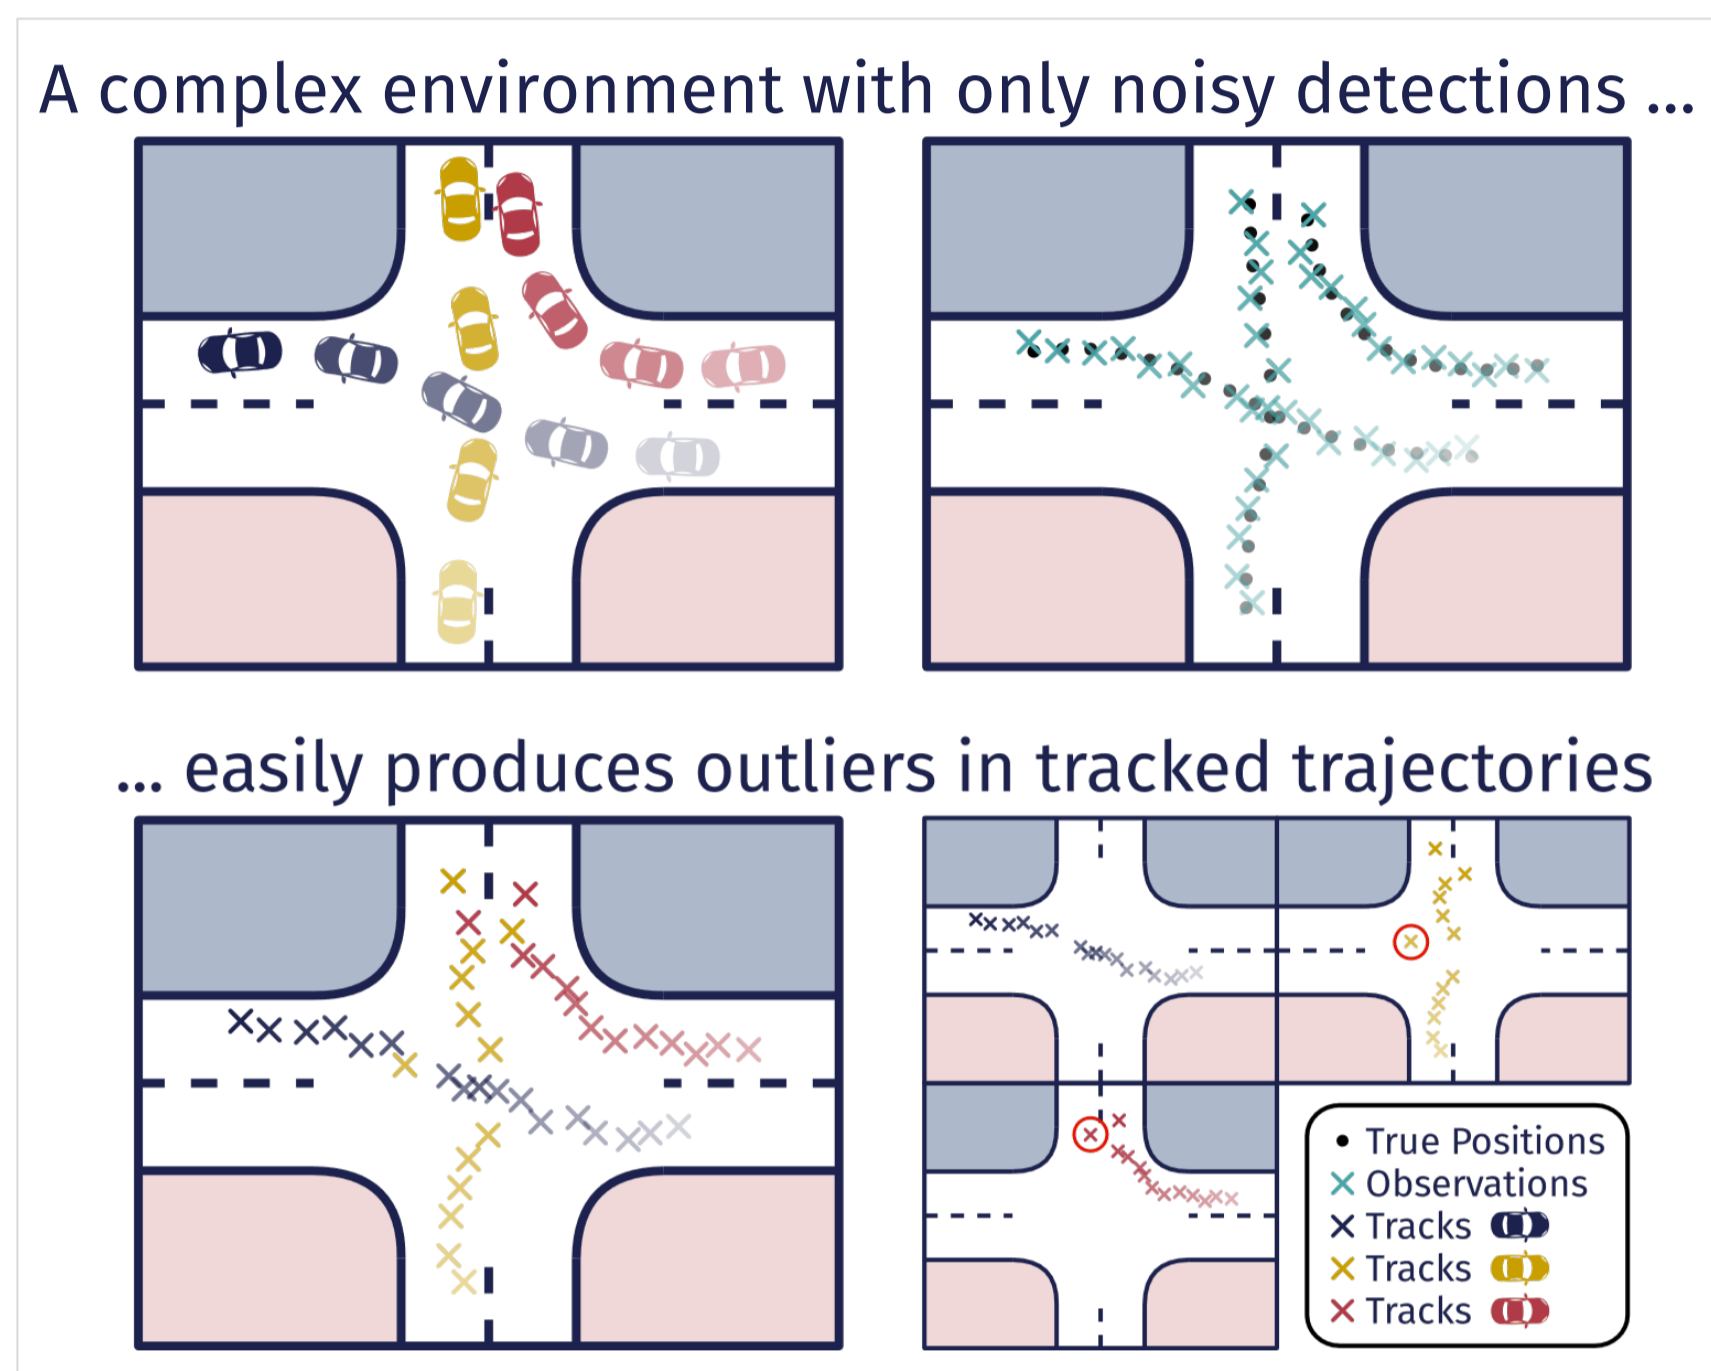 A complex environment with only noisy detections ...
... easily produces outliers in tracked trajectories
True Positions
Observations
Tracks
Tracks
Tracks